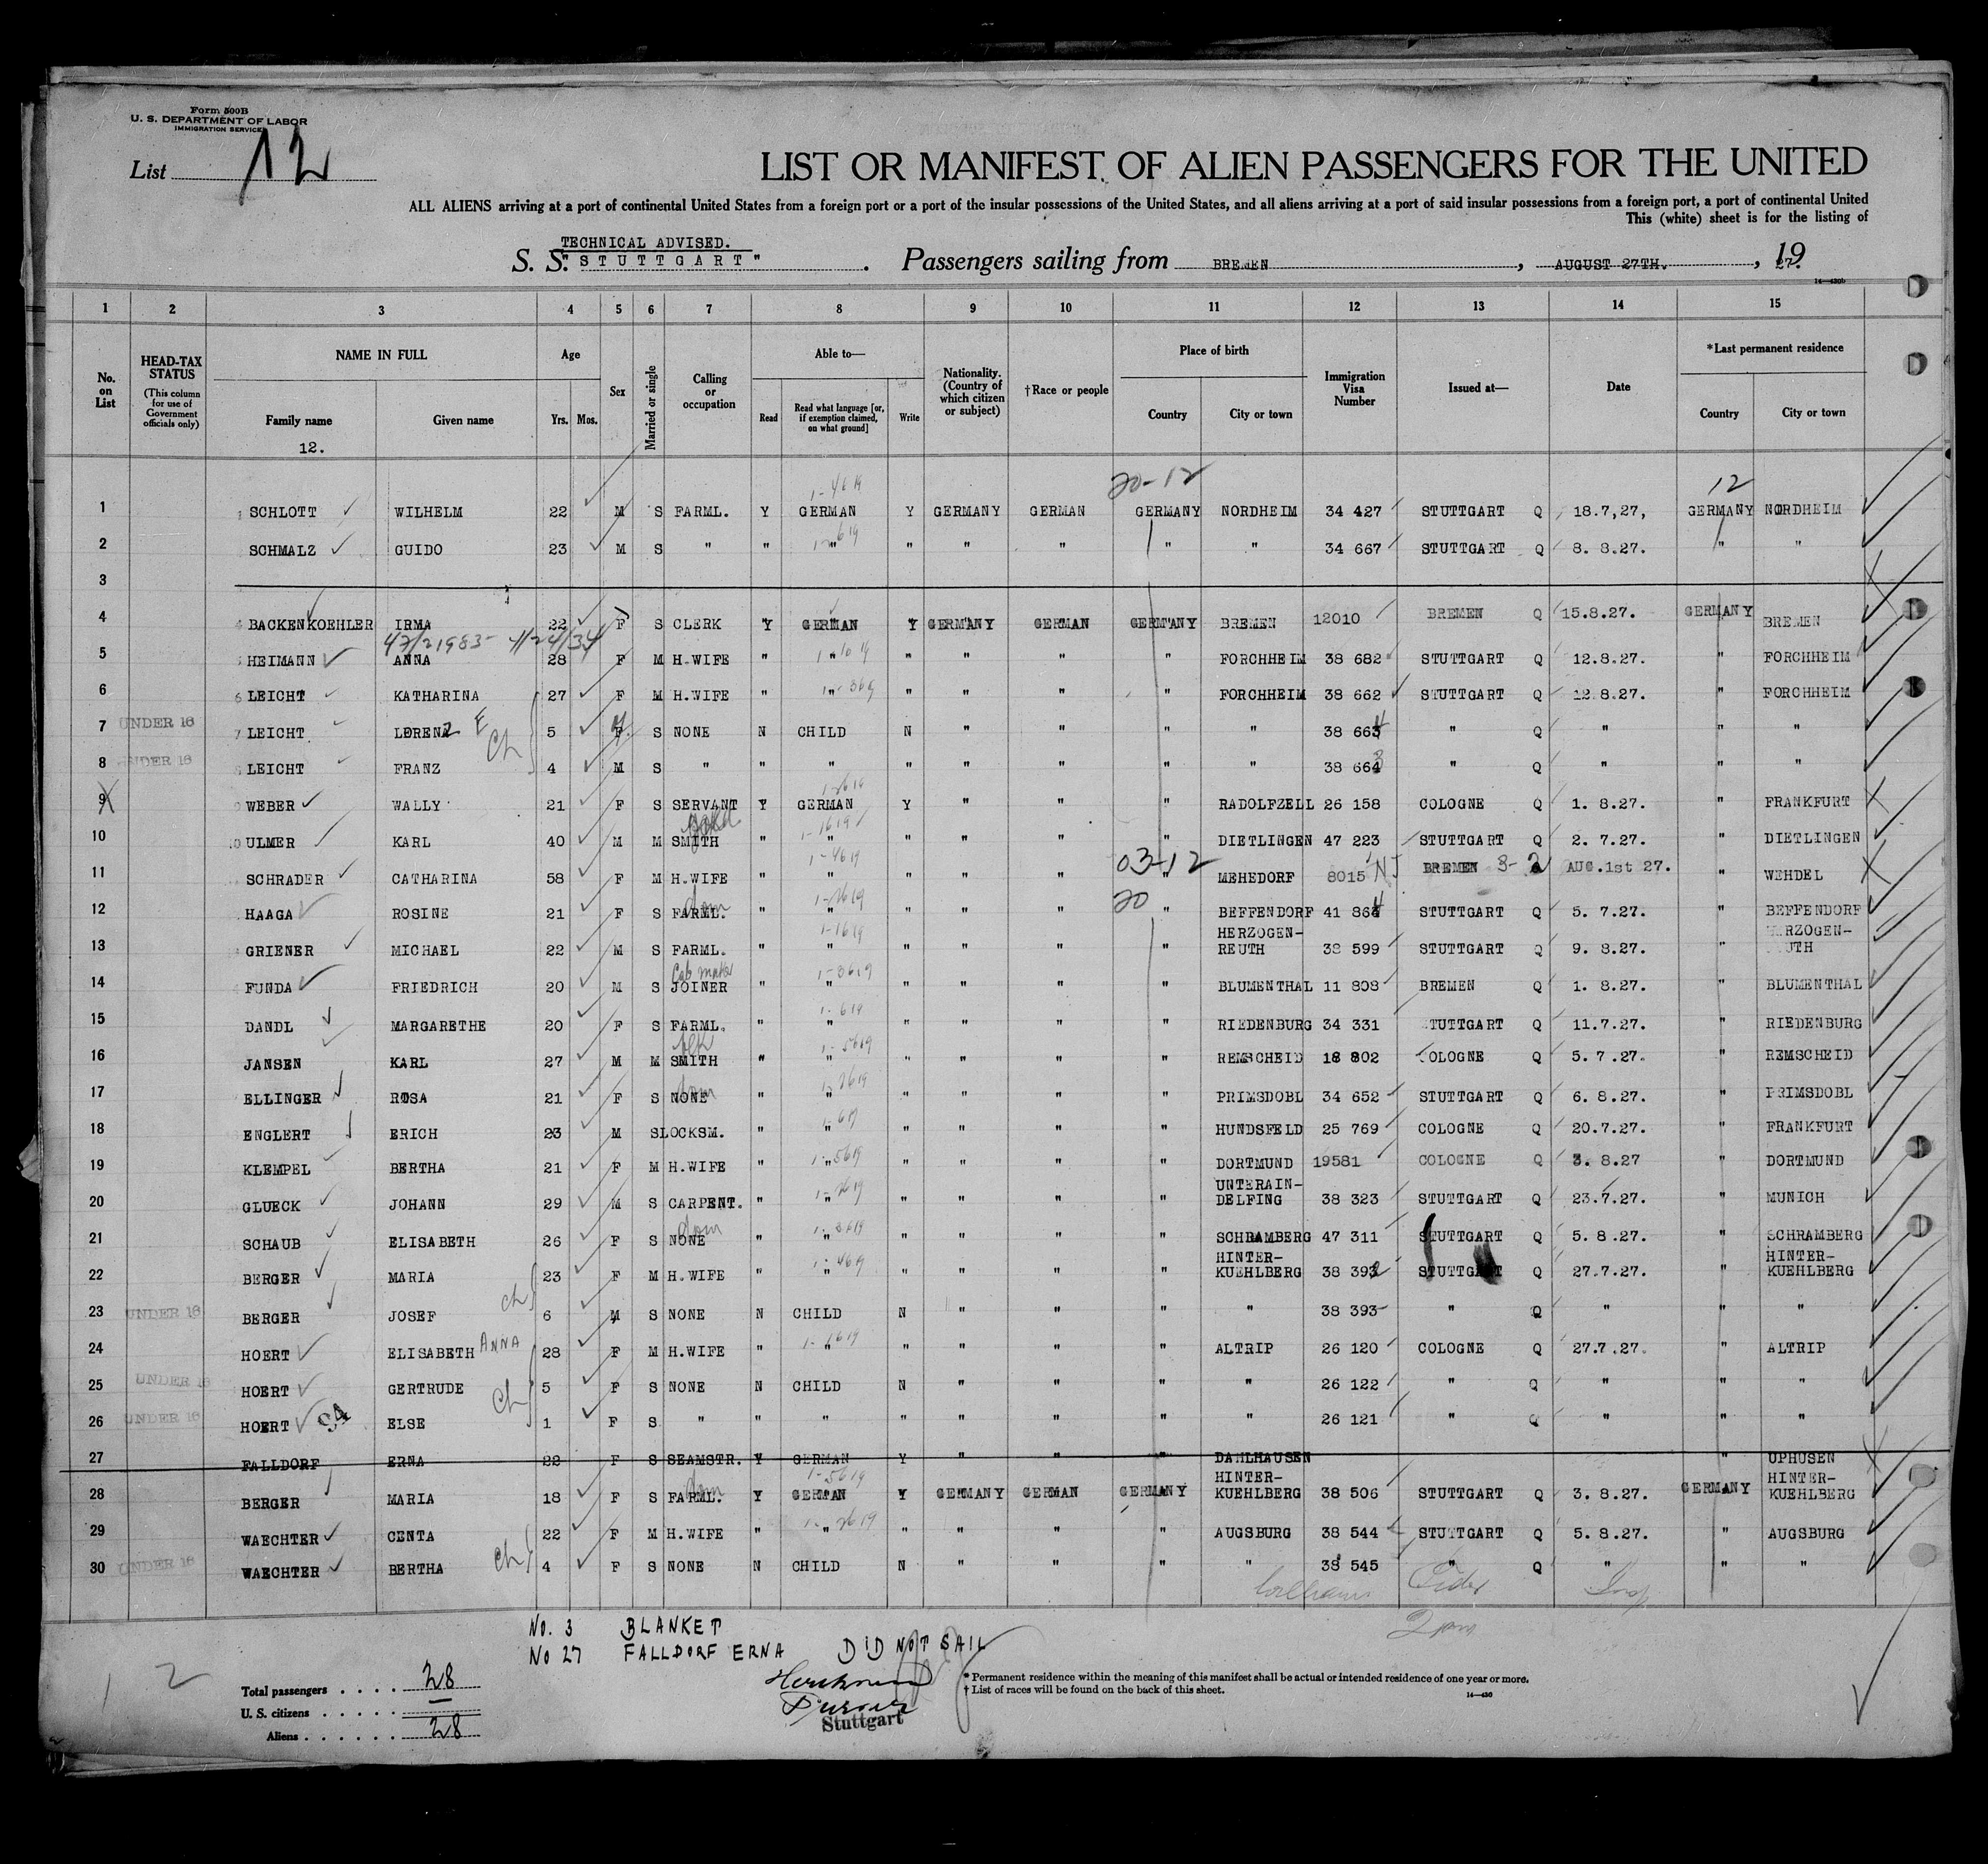 Form 500B
U. S. DEPARTMENT OF LABOR
IMMIGRATION SERVICE
List 12
LIST OR MANIFEST OF ALIEN PASSENGERS FOR THE UNITED
ALL ALIENS arriving at a port of continental United States from a foreign port or a port of the insular possessions of the United States, and all aliens arriving at a port of said insular possessions from a foreign port, a port of continental United
This (white) sheet is for the listing of
TECHNICAL ADVISED.
S. S. "STUTTGART" . Passengers sailing from BREMEN , AUGUST 27TH. , 19 27.
14—430b
1 2 3 4 5 6 7 8 9 10 11 12 13 14 15
No. on List
HEAD-TAX STATUS
(This column for use of Government officials only)
NAME IN FULL
Family name
12.
Given name
Age
Yrs. Mos.
Sex
Married or single
Calling or occupation
Able to—
Read
Read what language [or, if exemption claimed, on what ground]
Write
Nationality. (Country of which citizen or subject)
†Race or people
Place of birth
Country City or town
Immigration Visa Number
Issued at—
Date
*Last permanent residence
Country City or town
20-12 12
1 SCHLOTT WILHELM 22 M S FARML. Y GERMAN Y GERMANY GERMAN GERMANY NORDHEIM 34 427 STUTTGART Q 18.7,27, GERMANY NORDHEIM
2 SCHMALZ GUIDO 23 M S " " " " " " " " 34 667 STUTTGART Q 8. 8.27. " "
3
4 BACKENKOEHLER IRMA 22 F S CLERK Y GERMAN Y GERMANY GERMAN GERMANY BREMEN 12010 BREMEN Q 15.8.27. GERMANY BREMEN
5 HEIMANN ANNA 28 F M H.WIFE " " " " " " FORCHHEIM 38 682 STUTTGART Q 12.8.27. " FORCHHEIM
6 LEICHT KATHARINA 27 F M H.WIFE " " " " " " FORCHHEIM 38 662 STUTTGART Q 12.8.27. " FORCHHEIM
7 UNDER 16 LEICHT LORENZ E Ch 5 M S NONE N CHILD N " " " " 38 664 " Q " " "
8 UNDER 16 LEICHT FRANZ 4 M S " " " " " " " " 38 663 " Q " " "
9 WEBER WALLY 21 F S SERVANT Y GERMAN Y " " " RADOLFZELL 26 158 COLOGNE Q 1. 8.27. " FRANKFURT
10 ULMER KARL 40 M M SMITH " " " " " " DIETLINGEN 47 223 STUTTGART Q 2. 7.27. " DIETLINGEN
03-12
11 SCHRADER CATHARINA 58 F M H.WIFE " " " " " " MEHEDORF 8015 NJ BREMEN 3-2 AUG.1st 27. " WEHDEL
20
12 HAAGA ROSINE 21 F S FARML. dom " " " " " " BEFFENDORF 41 864 STUTTGART Q 5. 7.27. " BEFFENDORF
13 GRIENER MICHAEL 22 M S FARML. " " " " " " HERZOGEN-REUTH 38 599 STUTTGART Q 9. 8.27. " HERZOGEN-REUTH
14 FUNDA FRIEDRICH 20 M S Cab maker JOINER " " " " " " BLUMENTHAL 11 808 BREMEN Q 1. 8.27. " BLUMENTHAL
15 DANDL MARGARETHE 20 F S FARML. " " " " " " RIEDENBURG 34 331 STUTTGART Q 11.7.27. " RIEDENBURG
16 JANSEN KARL 27 M M SMITH " " " " " " REMSCHEID 18 802 COLOGNE Q 5. 7.27. " REMSCHEID
17 ELLINGER ROSA 21 F S NONE dom " " " " " " PRIMSDOBL 34 652 STUTTGART Q 6. 8.27. " PRIMSDOBL
18 ENGLERT ERICH 23 M S LOCKSM. " " " " " " HUNDSFELD 25 769 COLOGNE Q 20.7.27. " FRANKFURT
19 KLEMPEL BERTHA 21 F M H.WIFE " " " " " " DORTMUND 19581 COLOGNE Q 3. 8.27 " DORTMUND
20 GLUECK JOHANN 29 M S CARPENT. " " " " " " UNTERAIN-DELFING 38 323 STUTTGART Q 23.7.27. " MUNICH
21 SCHAUB ELISABETH 26 F S NONE dom " " " " " " SCHRAMBERG 47 311 STUTTGART Q 5. 8.27. " SCHRAMBERG
22 BERGER MARIA 23 F M H.WIFE " " " " " " HINTER-KUEHLBERG 38 392 STUTTGART Q 27.7.27. " HINTER-KUEHLBERG
23 UNDER 16 BERGER JOSEF ch 6 M S NONE N CHILD N " " " " 38 393 " Q " " "
24 HOERT ELISABETH ANNA 28 F M H.WIFE " " " " " " ALTRIP 26 120 COLOGNE Q 27.7.27. " ALTRIP
25 UNDER 16 HOERT GERTRUDE Ch 5 F S NONE N CHILD N " " " " 26 122 " Q " " "
26 UNDER 16 HOERT ELSE 1 F S " " " " " " " " 26 121 " Q " " "
27 FALLDORF ERNA 22 F S SEAMSTR. Y GERMAN Y " " " DAHLHAUSEN " UPHUSEN
28 BERGER MARIA 18 F S FARML. dom Y GERMAN Y GERMANY GERMAN GERMANY HINTER-KUEHLBERG 38 506 STUTTGART Q 3. 8.27. GERMANY HINTER-KUEHLBERG
29 WAECHTER CENTA 22 F M H.WIFE " " " " " " AUGSBURG 38 544 STUTTGART Q 5. 8.27. " AUGSBURG
30 UNDER 16 WAECHTER BERTHA Ch 4 F S NONE N CHILD N " " " " 38 545 " Q " " "
No. 3 BLANKET
No 27 FALLDORF ERNA DID NOT SAIL
2 pm
1 2
Total passengers . . . . 28
U. S. citizens . . . . .
Aliens . . . . . . 28
Purser
Stuttgart
* Permanent residence within the meaning of this manifest shall be actual or intended residence of one year or more.
† List of races will be found on the back of this sheet.
14—430